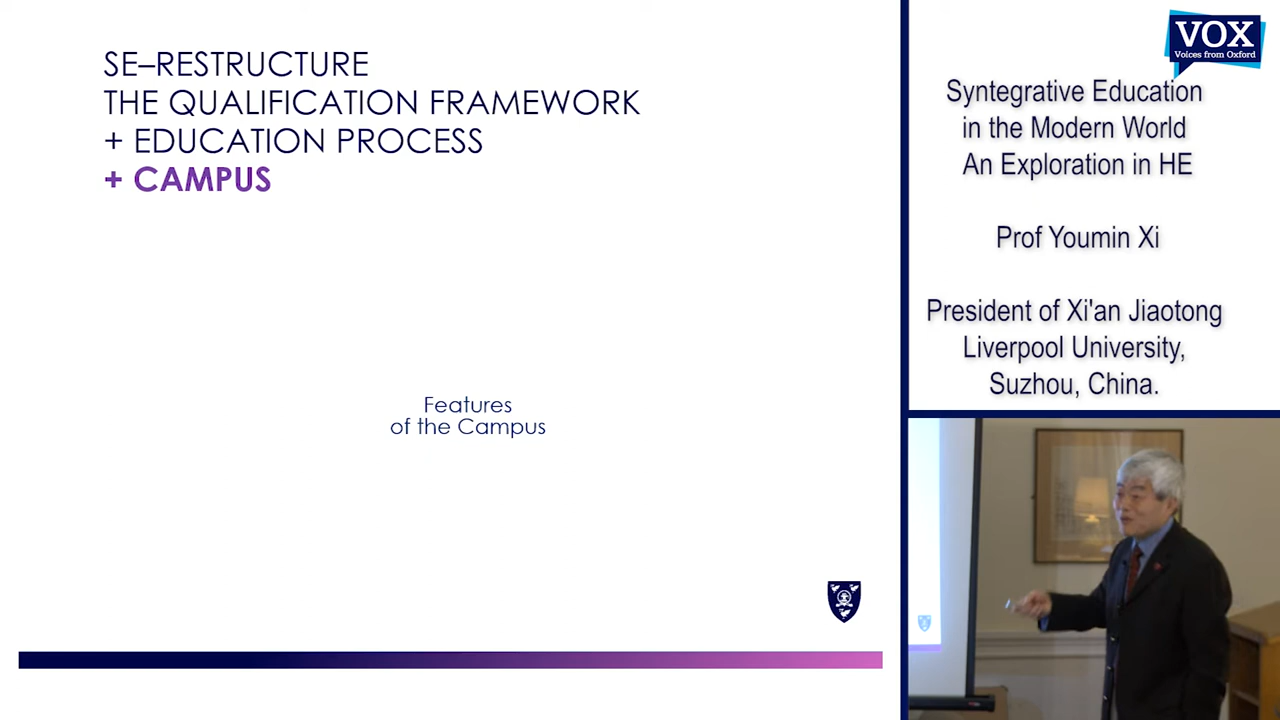 SE–RESTRUCTURE
THE QUALIFICATION FRAMEWORK
+ EDUCATION PROCESS
+ CAMPUS
Features
of the Campus
VOX
Voices from Oxford
Syntegrative Education
in the Modern World
An Exploration in HE
Prof Youmin Xi
President of Xi'an Jiaotong
Liverpool University,
Suzhou, China.